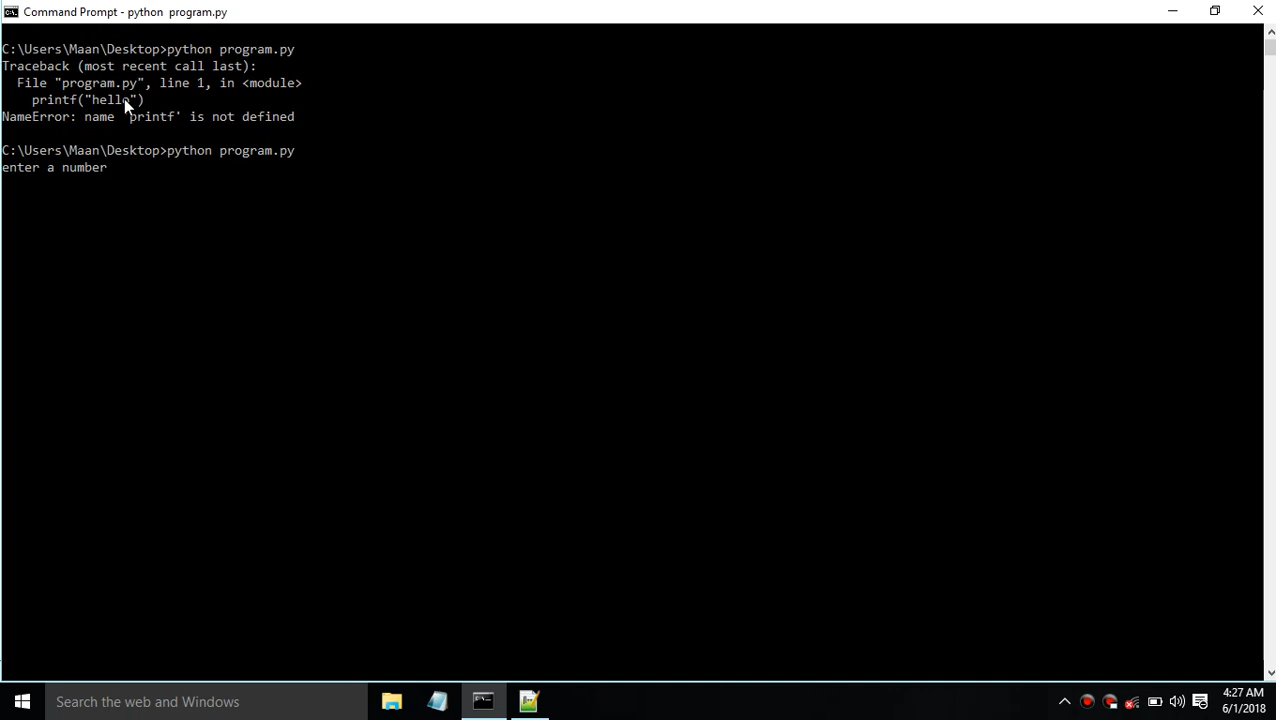 Command Prompt - python  program.py
C:\Users\Maan\Desktop>python program.py
Traceback (most recent call last):
  File "program.py", line 1, in <module>
    printf("hello")
NameError: name 'printf' is not defined
C:\Users\Maan\Desktop>python program.py
enter a number
Search the web and Windows
4:27 AM
6/1/2018